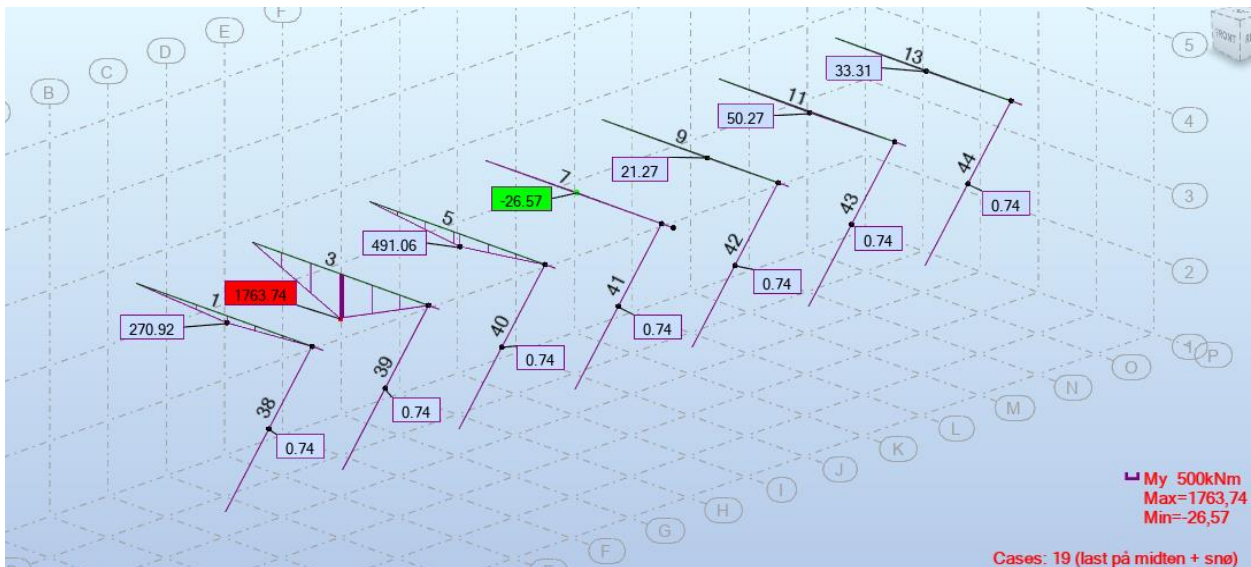 F
E
D
C
B
5
FRONT
13
33.31
4
11
50.27
3
9
21.27
44
0.74
7
-26.57
43
0.74
2
5
491.06
42
0.74
3
1763.74
41
0.74
1
P
1
270.92
40
0.74
O
N
39
0.74
M
L
38
0.74
K
J
I
H
G
F
My 500kNm
Max=1763,74
Min=-26,57
Cases: 19 (last på midten + snø)